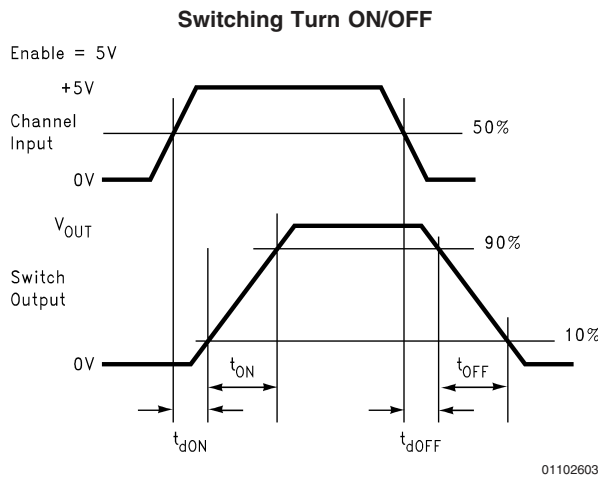 Switching Turn ON/OFF
Enable = 5V
+5V
Channel
Input
50%
0V
VOUT
90%
Switch
Output
10%
0V
tON
tOFF
tdON
tdOFF
01102603